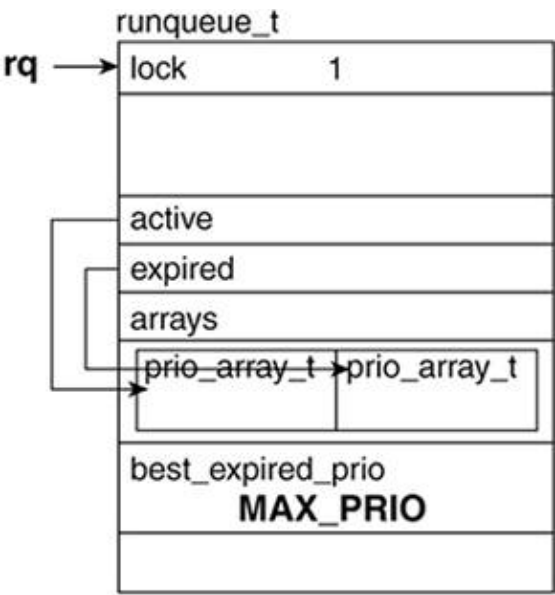 runqueue_t
rq lock 1
active
expired
arrays
prio_array_t prio_array_t
best_expired_prio
MAX_PRIO